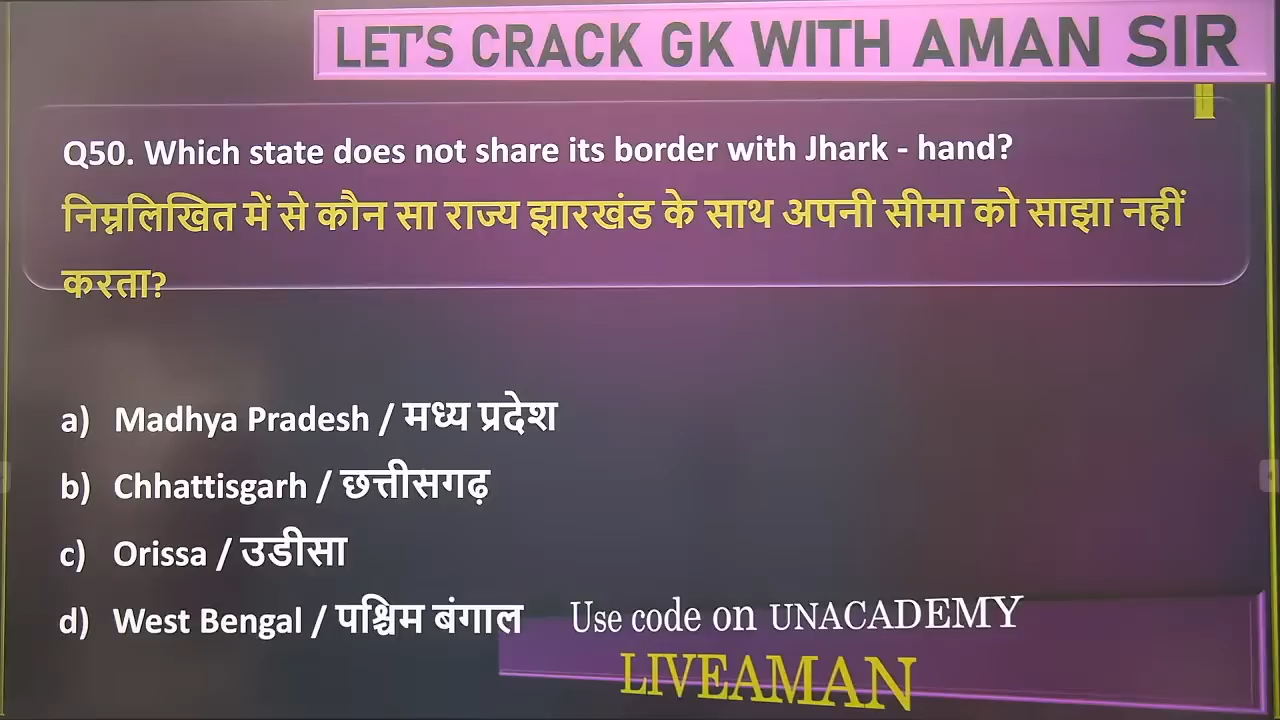 LET'S CRACK GK WITH AMAN SIR
Q50. Which state does not share its border with Jhark - hand?
निम्नलिखित में से कौन सा राज्य झारखंड के साथ अपनी सीमा को साझा नहीं
करता?
a) Madhya Pradesh / मध्य प्रदेश
b) Chhattisgarh / छत्तीसगढ़
c) Orissa / उडीसा
d) West Bengal / पश्चिम बंगाल
Use code on UNACADEMY
LIVEAMAN